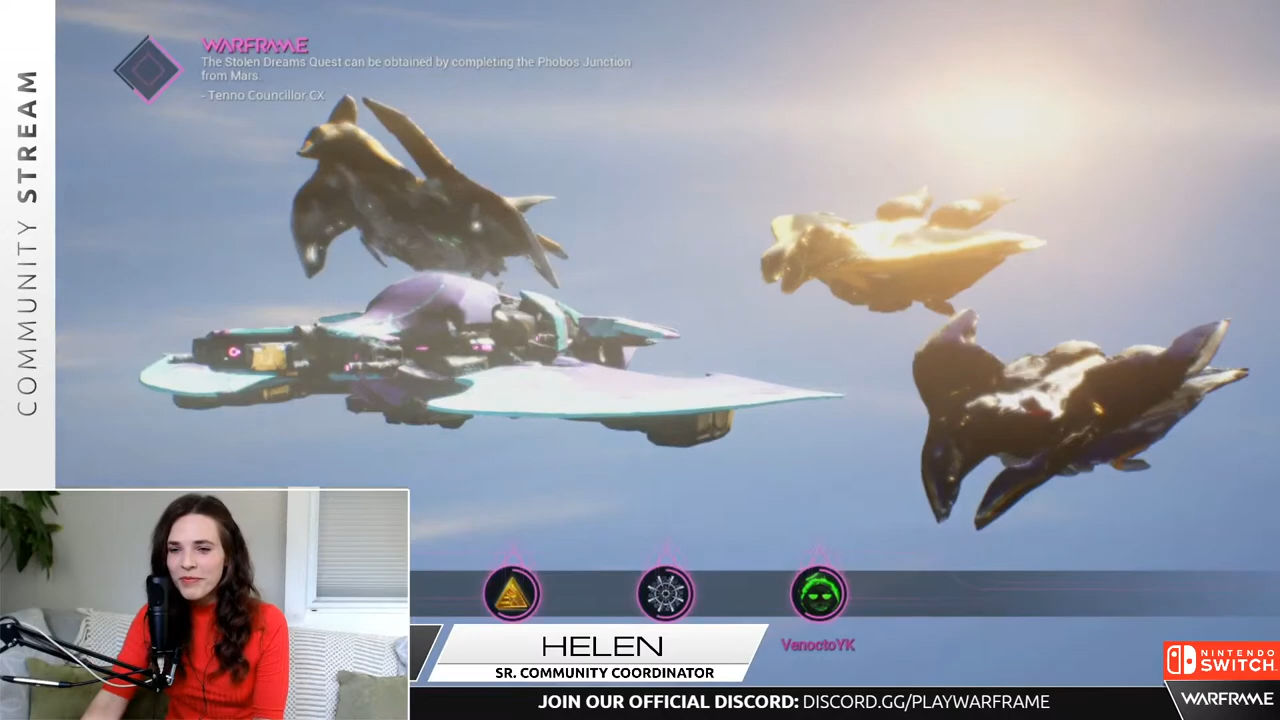 COMMUNITY STREAM
WARFRAME
The Stolen Dreams Quest can be obtained by completing the Phobos Junction
from Mars.
- Tenno Councillor CX
VenoctoYK
HELEN
SR. COMMUNITY COORDINATOR
JOIN OUR OFFICIAL DISCORD: DISCORD.GG/PLAYWARFRAME
NINTENDO
SWITCH
WARFRAME